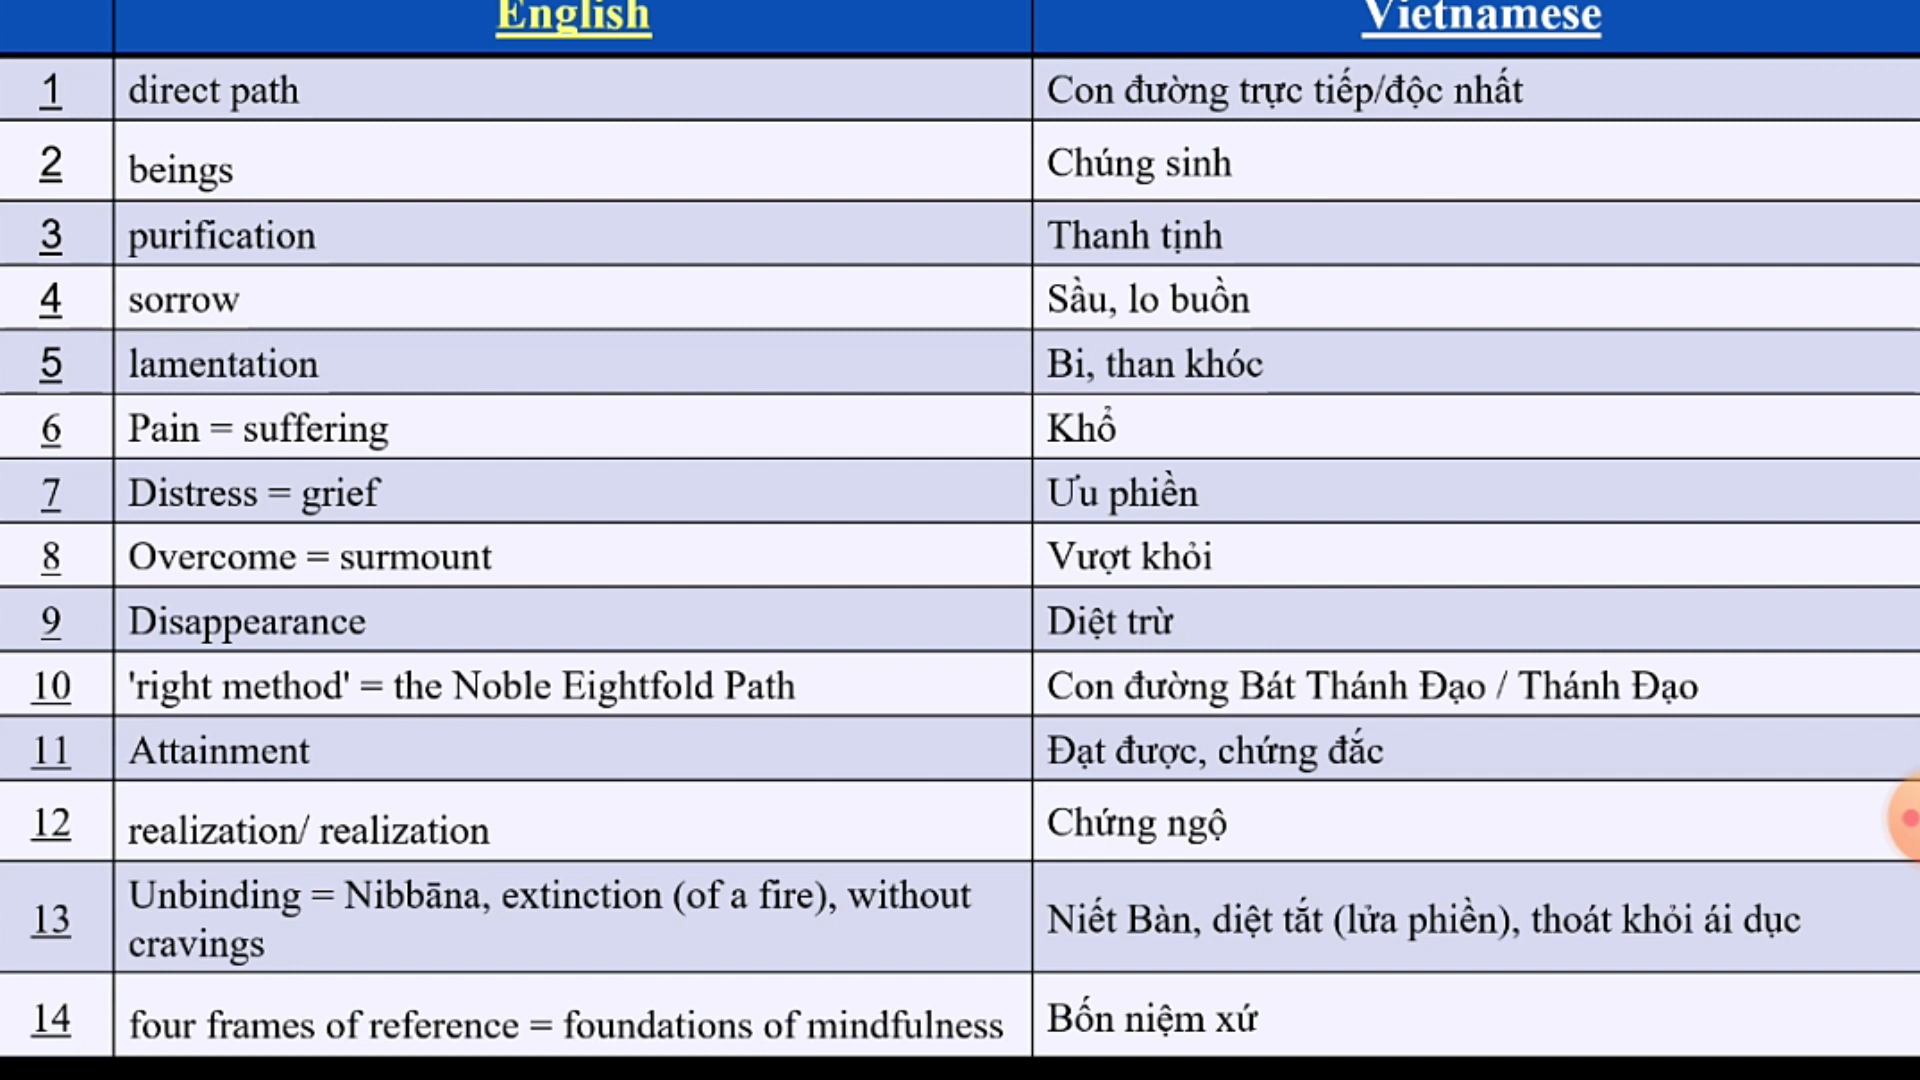 English Vietnamese
1 direct path Con đường trực tiếp/độc nhất
2 beings Chúng sinh
3 purification Thanh tịnh
4 sorrow Sầu, lo buồn
5 lamentation Bi, than khóc
6 Pain = suffering Khổ
7 Distress = grief Ưu phiền
8 Overcome = surmount Vượt khỏi
9 Disappearance Diệt trừ
10 'right method' = the Noble Eightfold Path Con đường Bát Thánh Đạo / Thánh Đạo
11 Attainment Đạt được, chứng đắc
12 realization/ realization Chứng ngộ
13 Unbinding = Nibbāna, extinction (of a fire), without
cravings Niết Bàn, diệt tắt (lửa phiền), thoát khỏi ái dục
14 four frames of reference = foundations of mindfulness Bốn niệm xứ